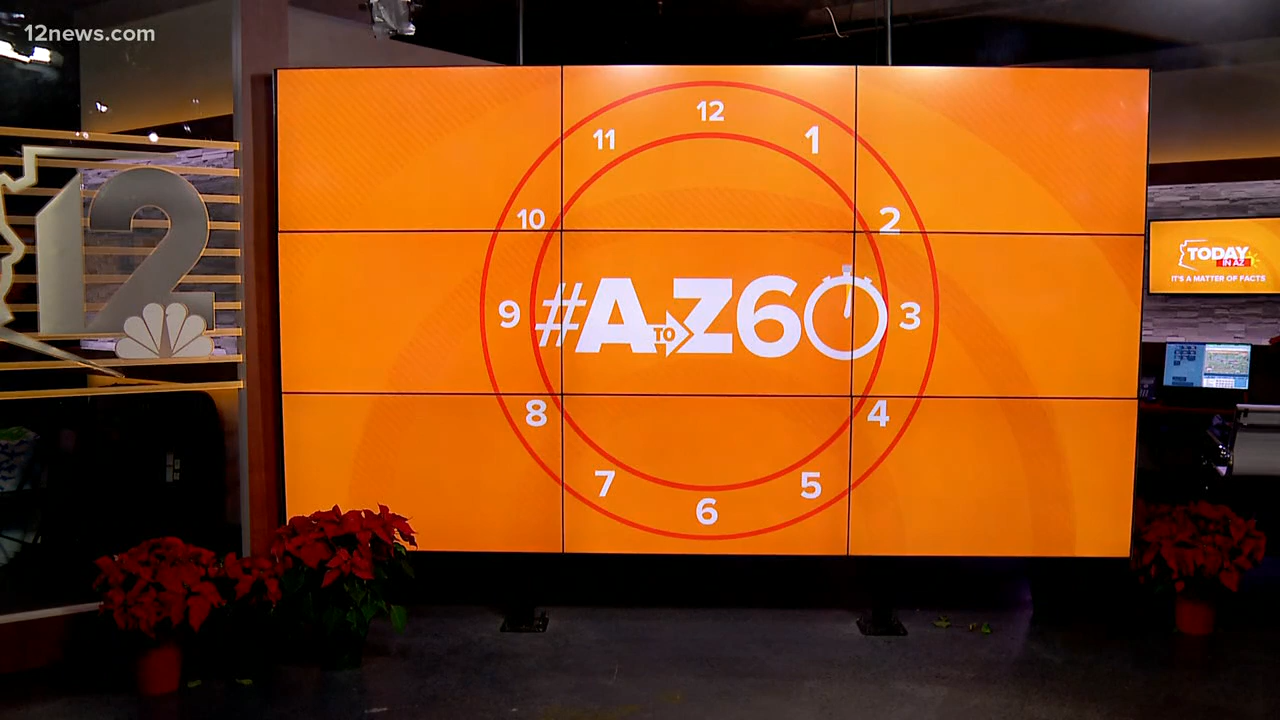 12news.com
12
12
11
1
10
2
9
#A TO Z60
3
8
4
7
5
6
TODAY
IN AZ
IT'S A MATTER OF FACTS